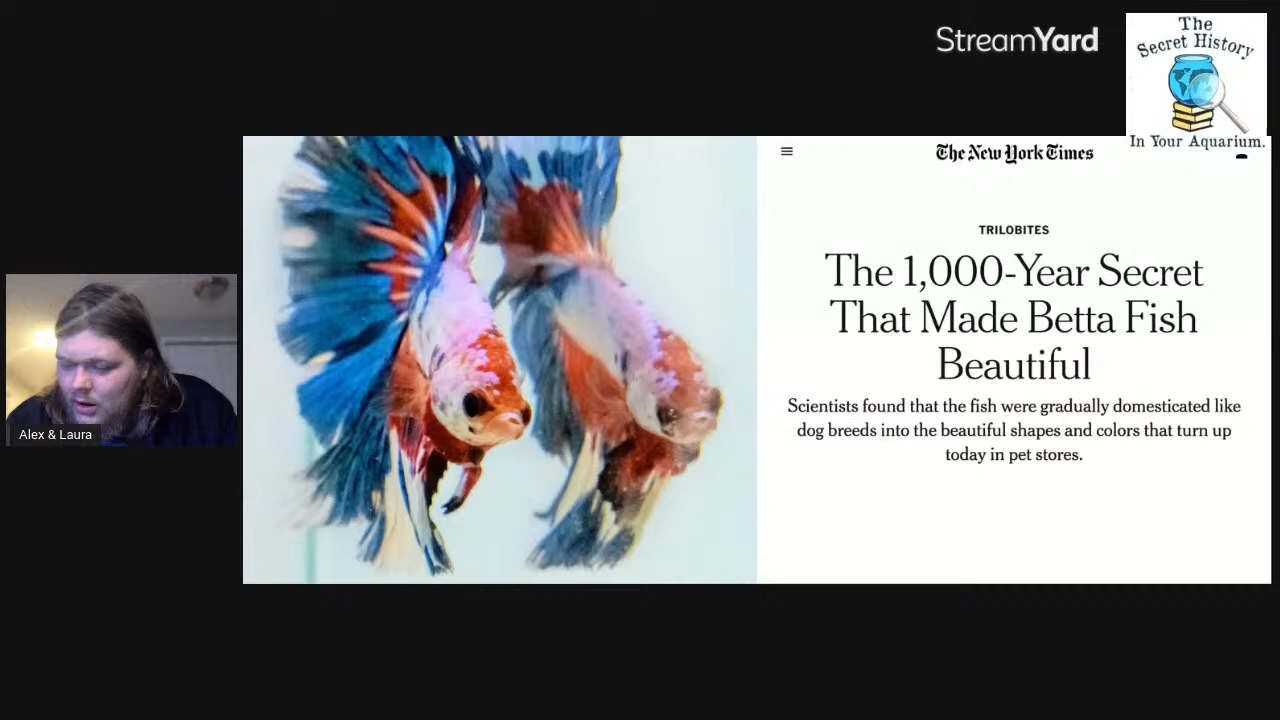 StreamYard
The
Secret History
In Your Aquarium.
The New York Times
TRILOBITES
The 1,000-Year Secret
That Made Betta Fish
Beautiful
Scientists found that the fish were gradually domesticated like
dog breeds into the beautiful shapes and colors that turn up
today in pet stores.
Alex & Laura